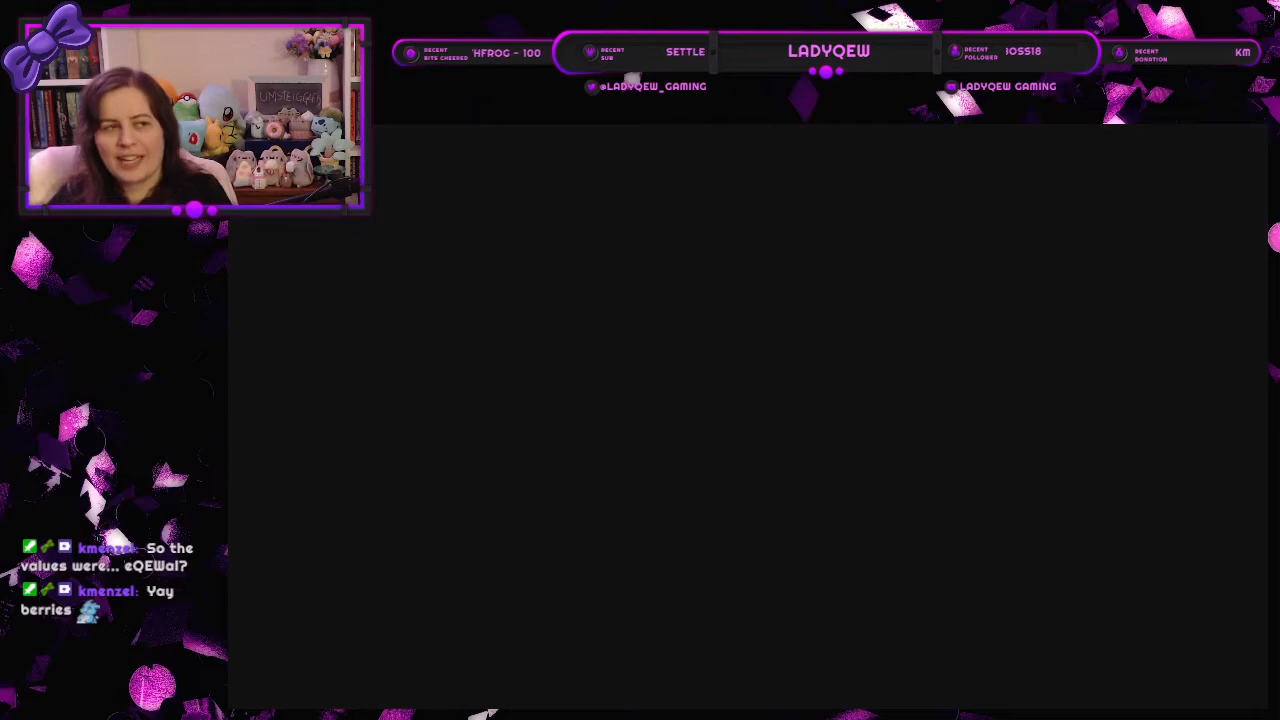 RECENT
BITS CHEERED
HFROG - 100
RECENT
SUB
SETTLE
LADYQEW
RECENT
FOLLOWER
IOSS18
RECENT
DONATION
KM
@LADYQEW_GAMING
LADYQEW GAMING
kmenzel: So the
values were... eQEWal?
kmenzel: Yay
berries